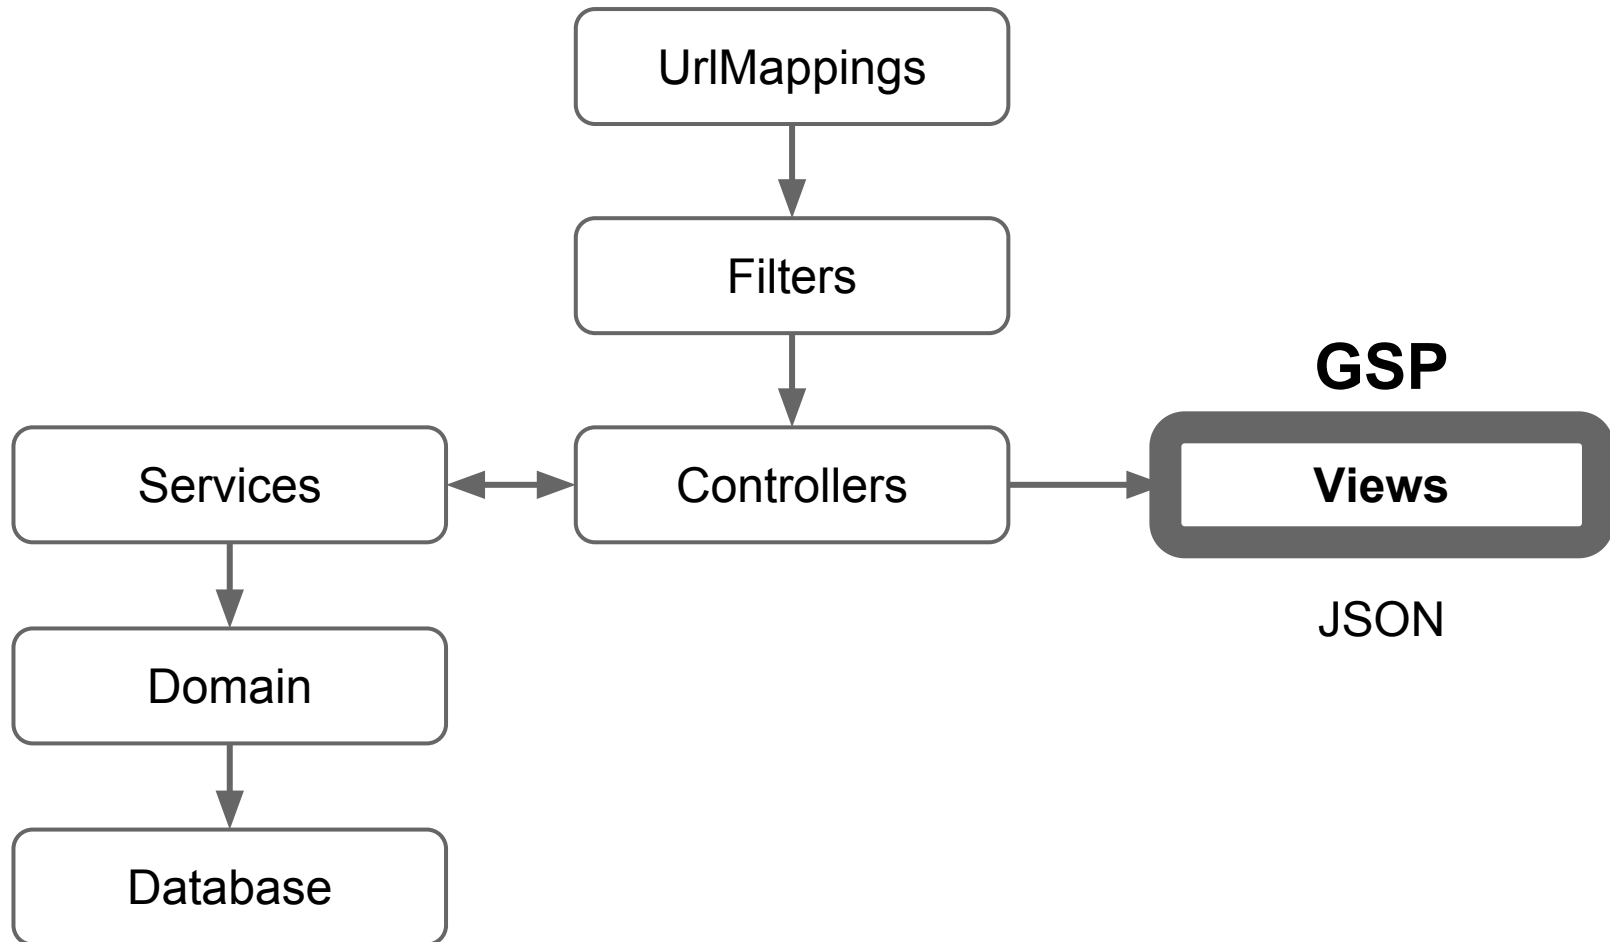 UrlMappings
Filters
GSP
Services
Controllers
Views
JSON
Domain
Database